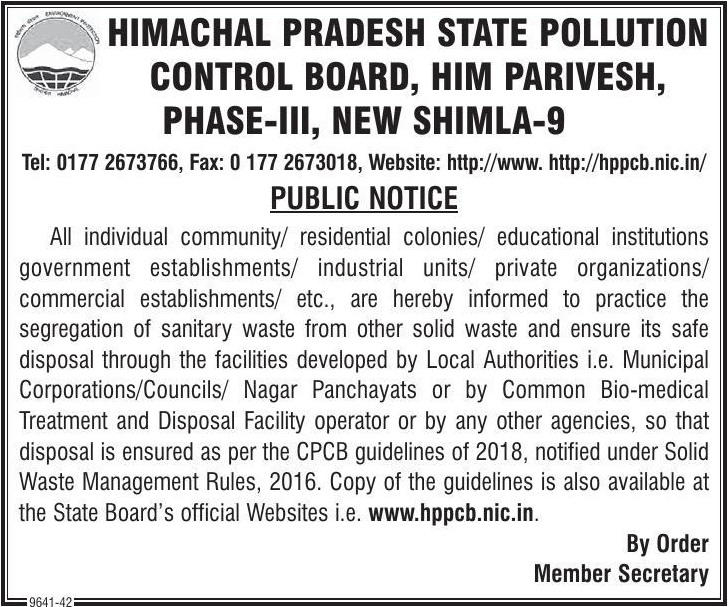 HIMACHAL PRADESH STATE POLLUTION
CONTROL BOARD, HIM PARIVESH,
PHASE-III, NEW SHIMLA-9
Tel: 0177 2673766, Fax: 0 177 2673018, Website: http://www. http://hppcb.nic.in/
PUBLIC NOTICE
All individual community/ residential colonies/ educational institutions
government establishments/ industrial units/ private organizations/
commercial establishments/ etc., are hereby informed to practice the
segregation of sanitary waste from other solid waste and ensure its safe
disposal through the facilities developed by Local Authorities i.e. Municipal
Corporations/Councils/ Nagar Panchayats or by Common Bio-medical
Treatment and Disposal Facility operator or by any other agencies, so that
disposal is ensured as per the CPCB guidelines of 2018, notified under Solid
Waste Management Rules, 2016. Copy of the guidelines is also available at
the State Board’s official Websites i.e. www.hppcb.nic.in.
By Order
Member Secretary
9641-42